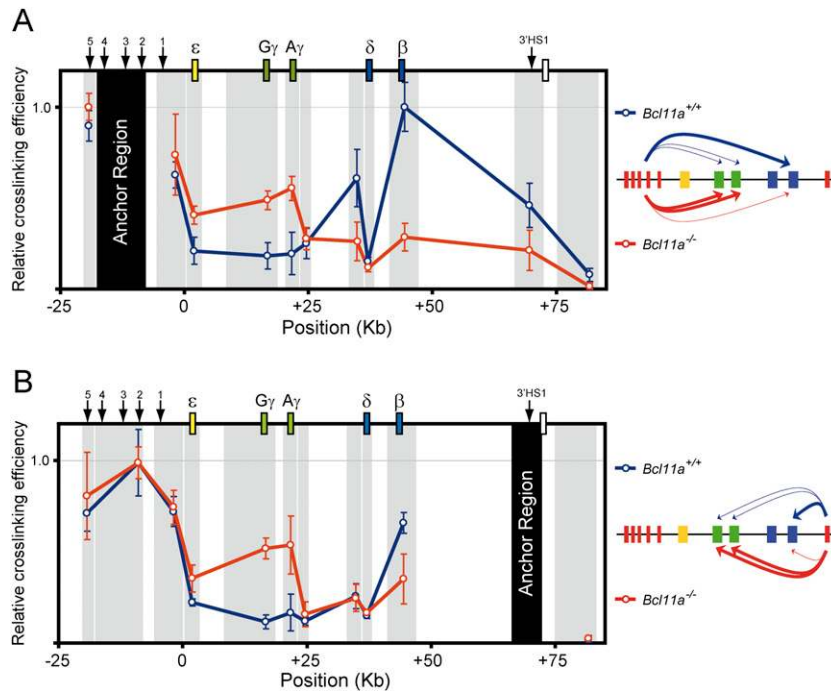 A
5 4 3 2 1 ε Gγ Aγ δ β 3'HS1
Relative crosslinking efficiency
1.0
Anchor Region
Bcl11a+/+
Bcl11a-/-
-25 0 +25 +50 +75
Position (Kb)
B
5 4 3 2 1 ε Gγ Aγ δ β 3'HS1
Relative crosslinking efficiency
1.0
Anchor Region
Bcl11a+/+
Bcl11a-/-
-25 0 +25 +50 +75
Position (Kb)